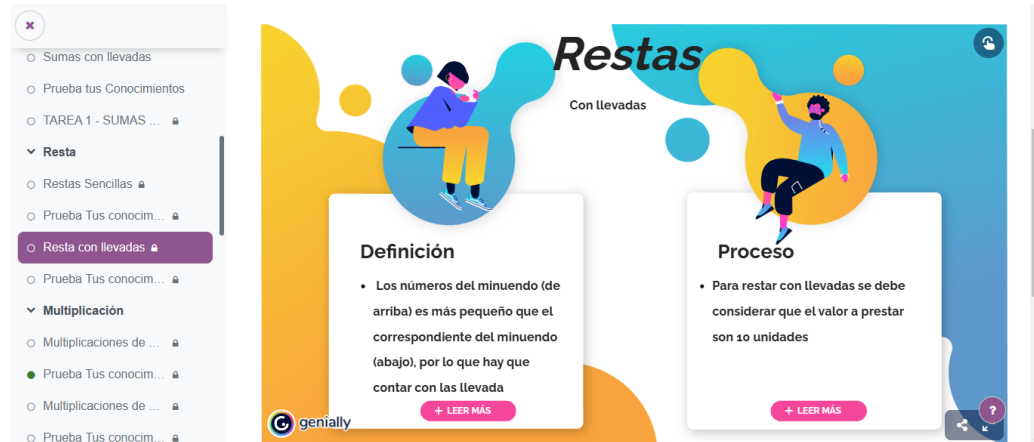 Sumas con llevadas
Prueba tus Conocimientos
TAREA 1 - SUMAS ...
Resta
Restas Sencillas
Prueba Tus conocim...
Resta con llevadas
Prueba Tus conocim...
Multiplicación
Multiplicaciones de ...
Prueba Tus conocim...
Multiplicaciones de ...
Prueba Tus conocim...
Restas
Con llevadas
Definición
• Los números del minuendo (de
arriba) es más pequeño que el
correspondiente del minuendo
(abajo), por lo que hay que
contar con las llevada
+ LEER MÁS
Proceso
• Para restar con llevadas se debe
considerar que el valor a prestar
son 10 unidades
+ LEER MÁS
genially
?